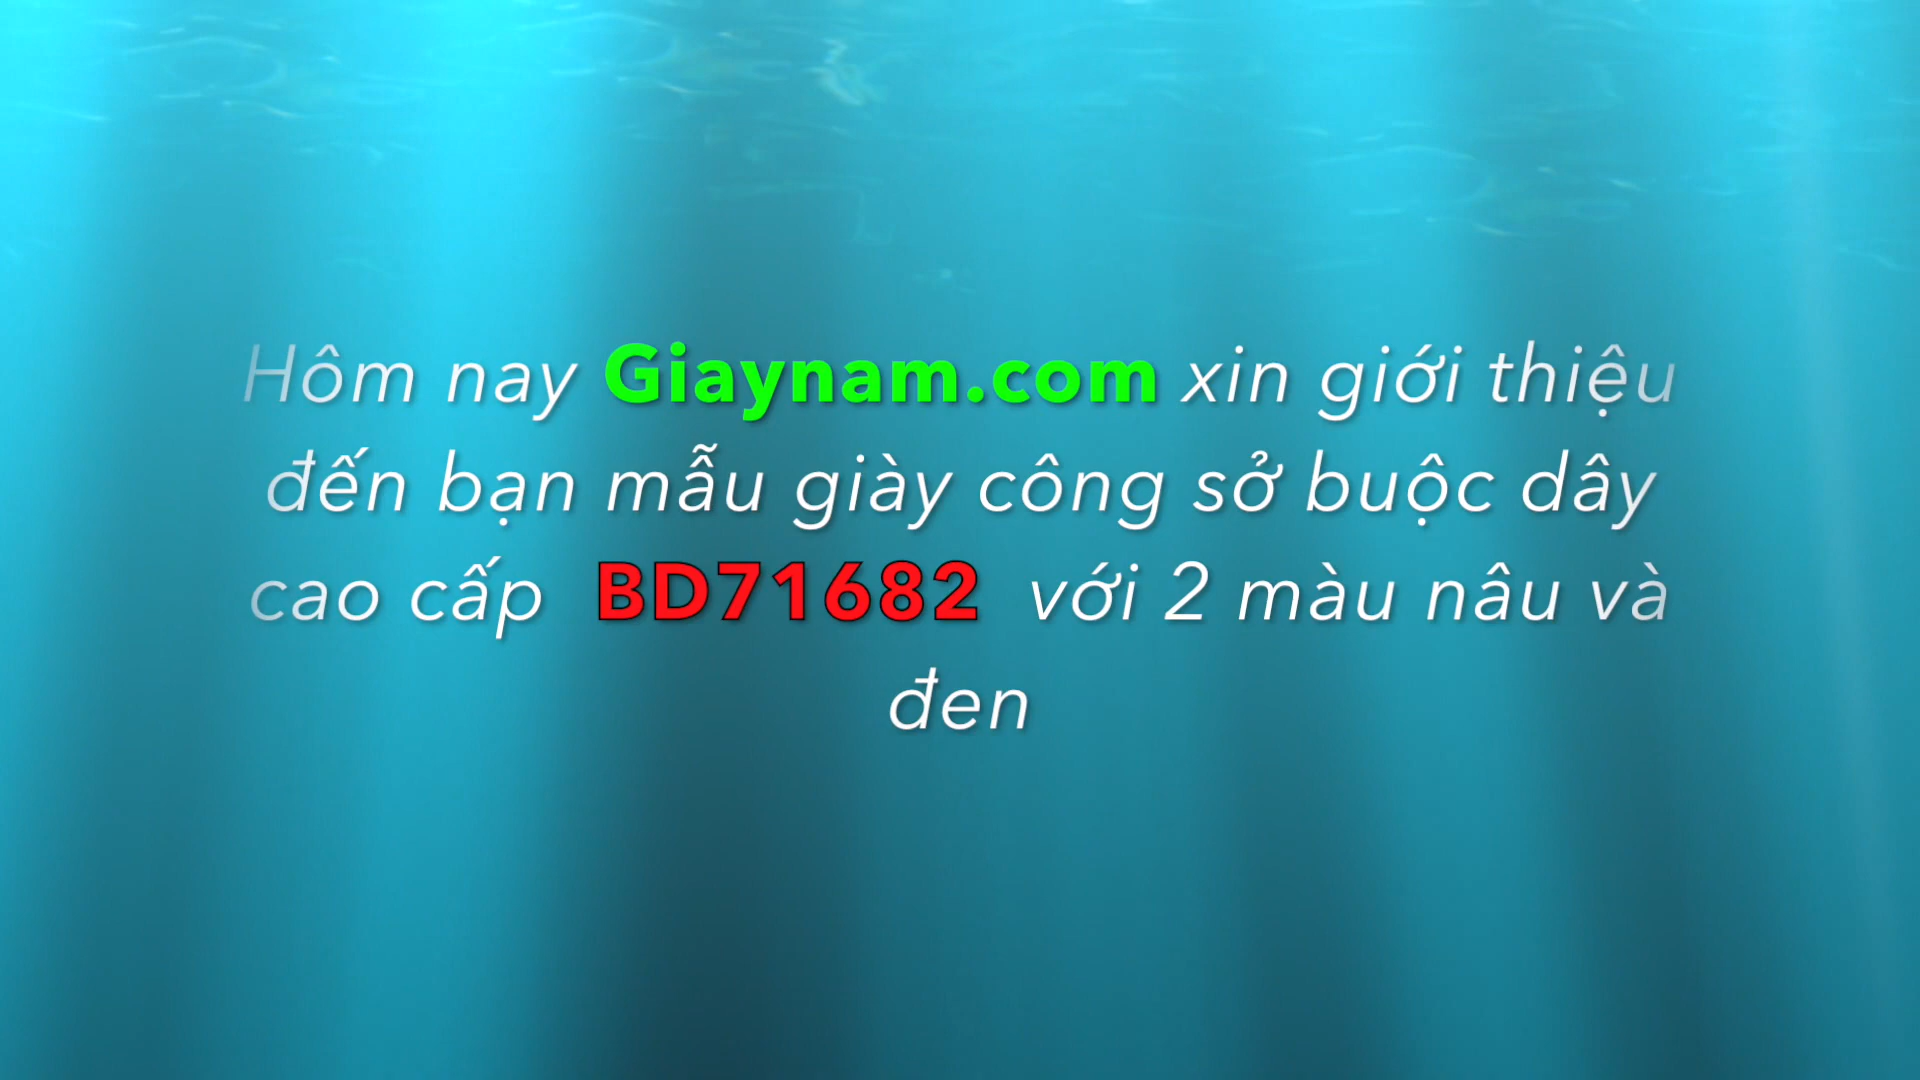 Hôm nay Giaynam.com xin giới thiệu
đến bạn mẫu giày công sở buộc dây
cao cấp BD71682 với 2 màu nâu và
đen